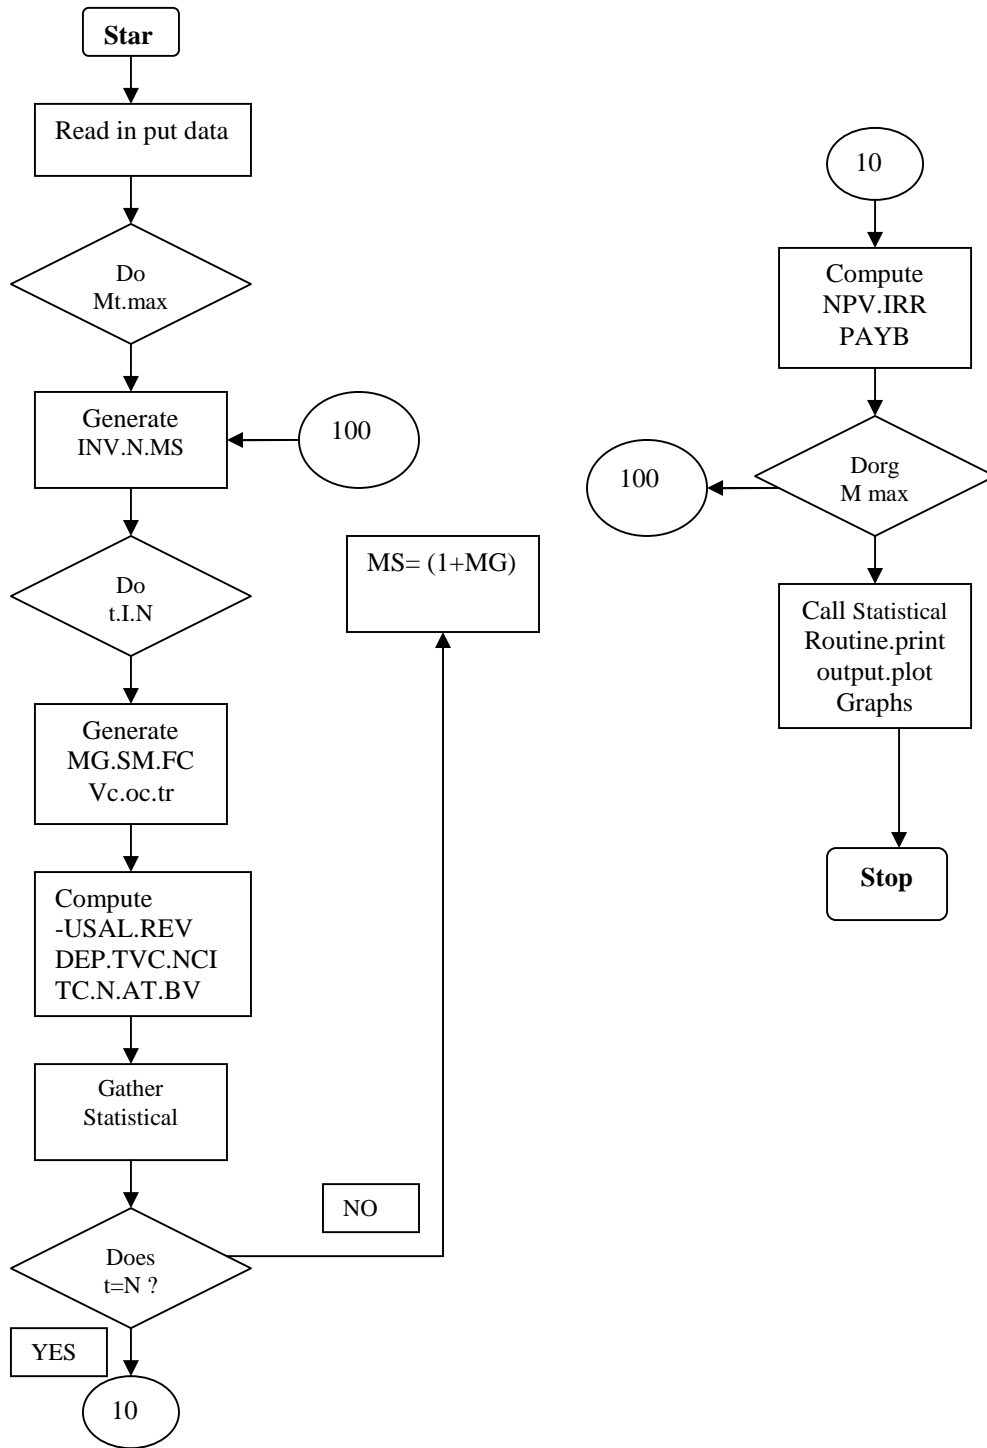 Star
Read in put data
Do
Mt.max
Generate
INV.N.MS
100
Do
t.I.N
MS= (1+MG)
Generate
MG.SM.FC
Vc.oc.tr
Compute
-USAL.REV
DEP.TVC.NCI
TC.N.AT.BV
Gather
Statistical
NO
Does
t=N ?
YES
10
10
Compute
NPV.IRR
PAYB
100
Dorg
M max
Call Statistical
Routine.print
output.plot
Graphs
Stop